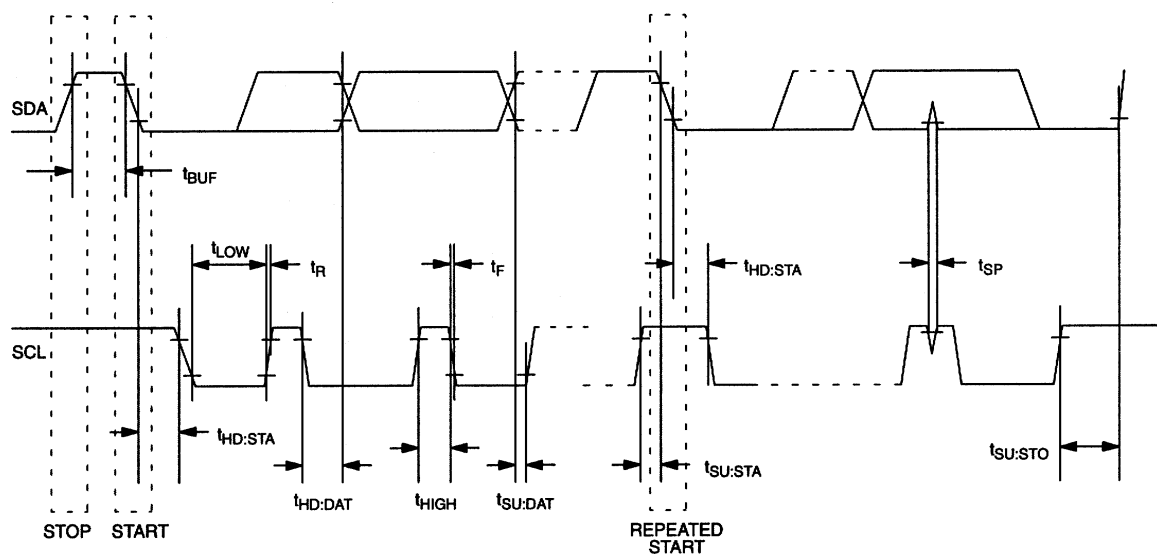 SDA
tBUF
tLOW
tR
tF
tHD:STA
tSP
SCL
tHD:STA
tSU:STA
tSU:STO
tHD:DAT
tHIGH
tSU:DAT
STOP
START
REPEATED
START